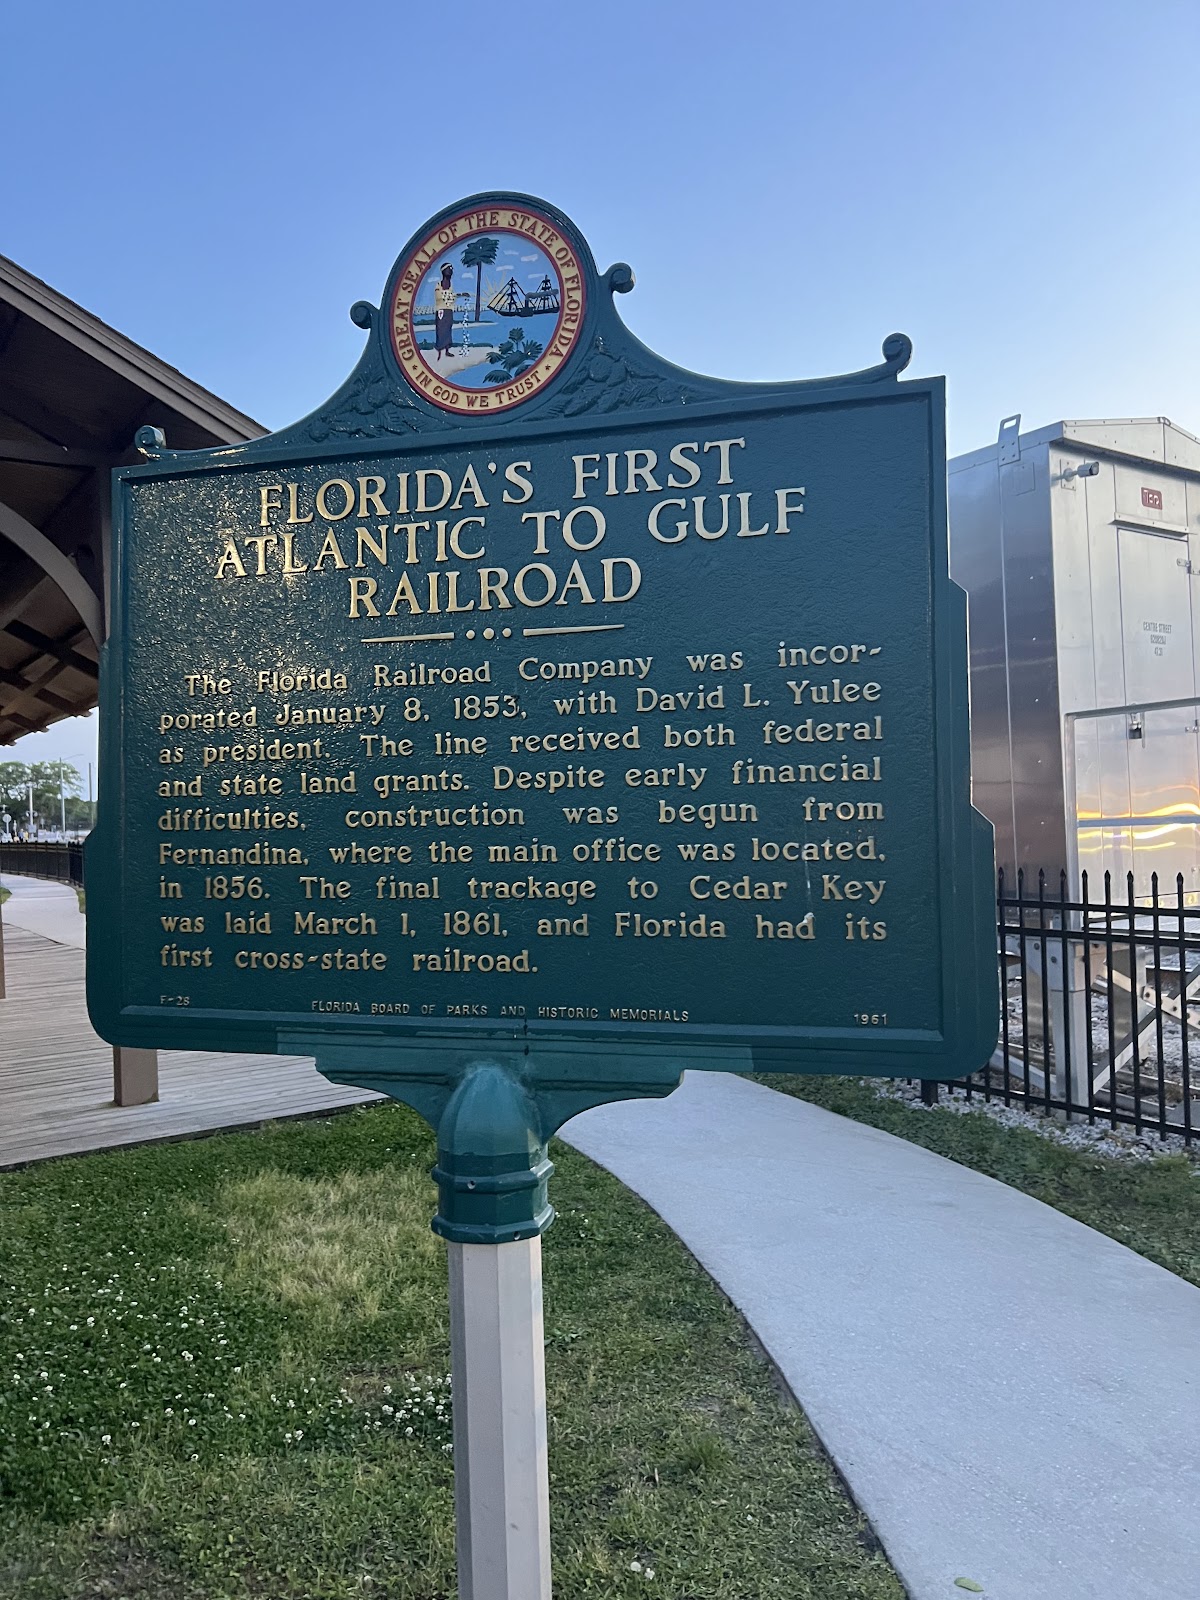 GREAT SEAL OF THE STATE OF FLORIDA
IN GOD WE TRUST
FLORIDA'S FIRST
ATLANTIC TO GULF
RAILROAD
The Florida Railroad Company was incor-
porated January 8, 1853, with David L. Yulee
as president. The line received both federal
and state land grants. Despite early financial
difficulties, construction was begun from
Fernandina, where the main office was located,
in 1856. The final trackage to Cedar Key
was laid March 1, 1861, and Florida had its
first cross-state railroad.
F-28 FLORIDA BOARD OF PARKS AND HISTORIC MEMORIALS 1961
CENTRE STREET